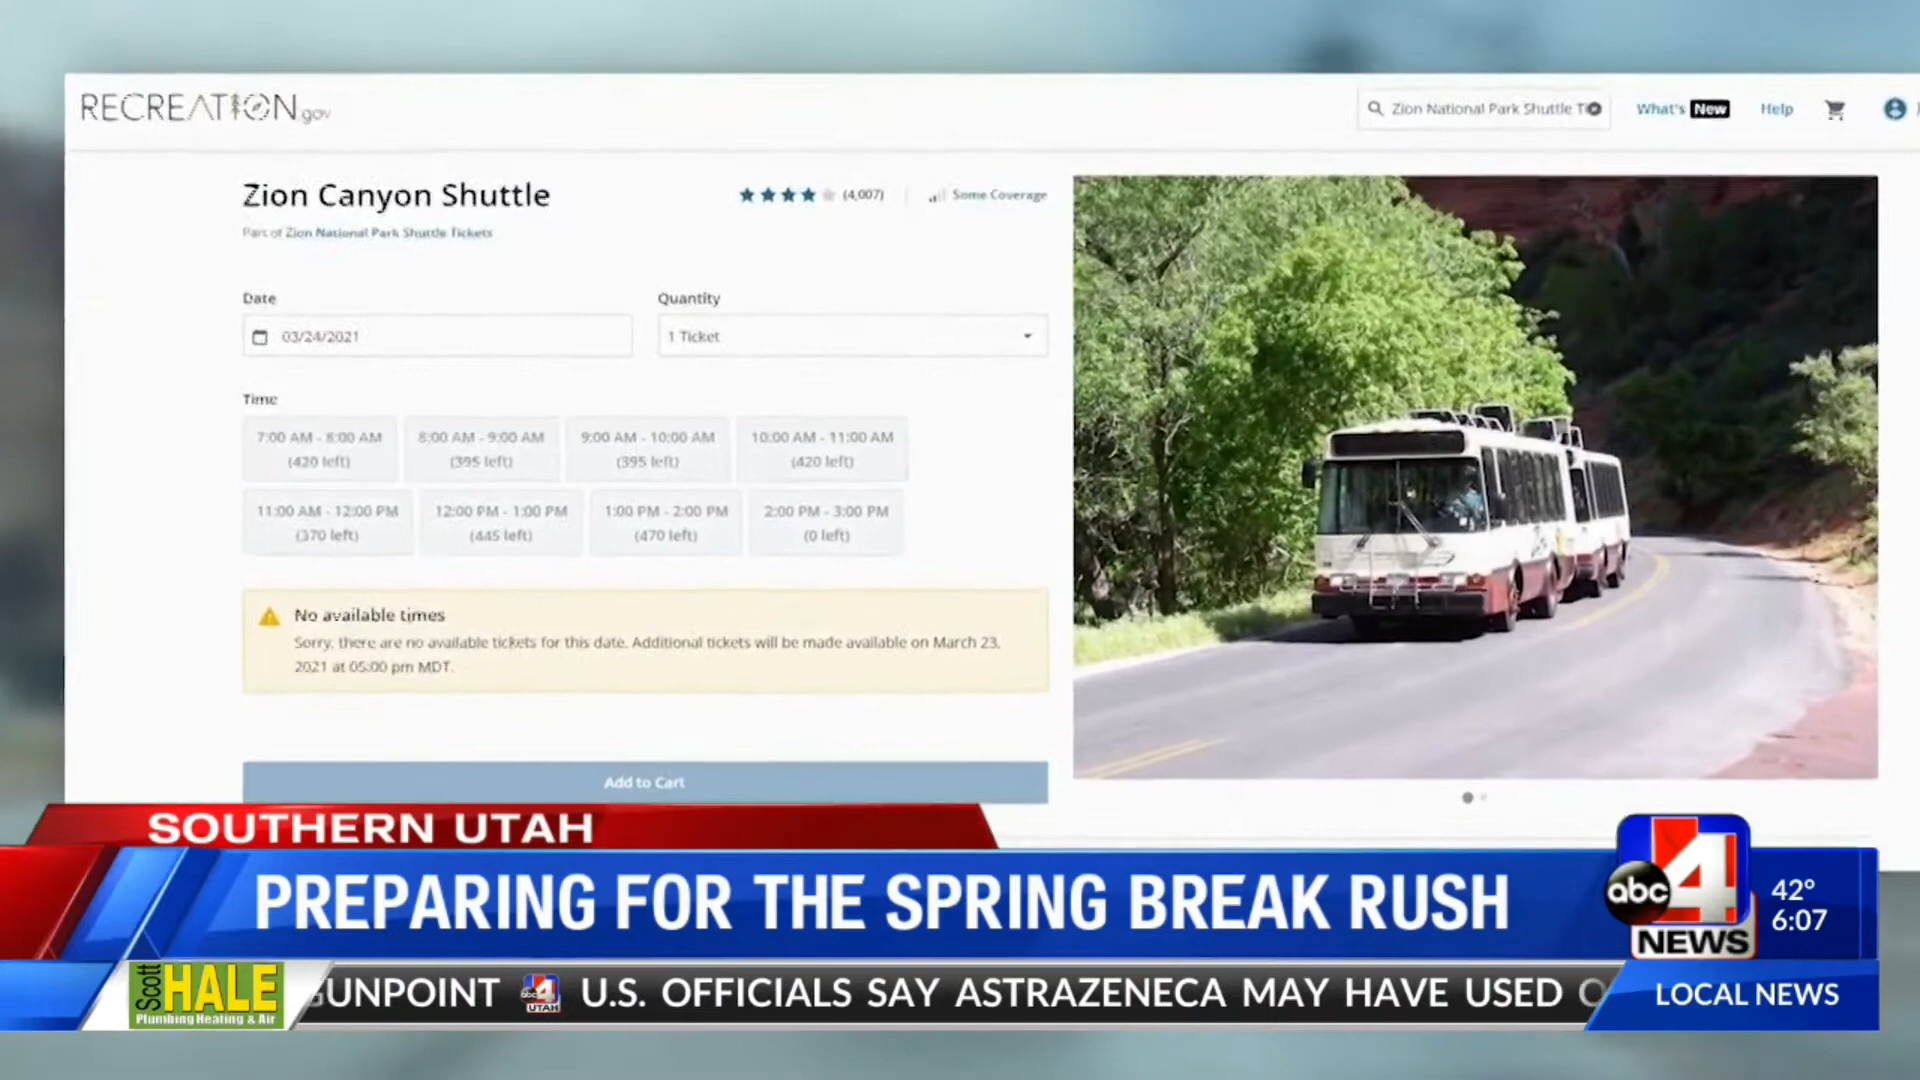 RECREATION.gov
Zion National Park Shuttle
What's New
Help
Zion Canyon Shuttle
(4,007)
Some Coverage
Part of Zion National Park Shuttle Tickets
Date
Quantity
03/24/2021
1 Ticket
Time
7:00 AM - 8:00 AM
(420 left)
8:00 AM - 9:00 AM
(395 left)
9:00 AM - 10:00 AM
(395 left)
10:00 AM - 11:00 AM
(420 left)
11:00 AM - 12:00 PM
(370 left)
12:00 PM - 1:00 PM
(445 left)
1:00 PM - 2:00 PM
(470 left)
2:00 PM - 3:00 PM
(0 left)
No available times
Sorry, there are no available tickets for this date. Additional tickets will be made available on March 23,
2021 at 05:00 pm MDT.
Add to Cart
SOUTHERN UTAH
PREPARING FOR THE SPRING BREAK RUSH
abc 4
NEWS
42°
6:07
Scott HALE
Plumbing Heating & Air
GUNPOINT abc 4 UTAH U.S. OFFICIALS SAY ASTRAZENECA MAY HAVE USED
LOCAL NEWS